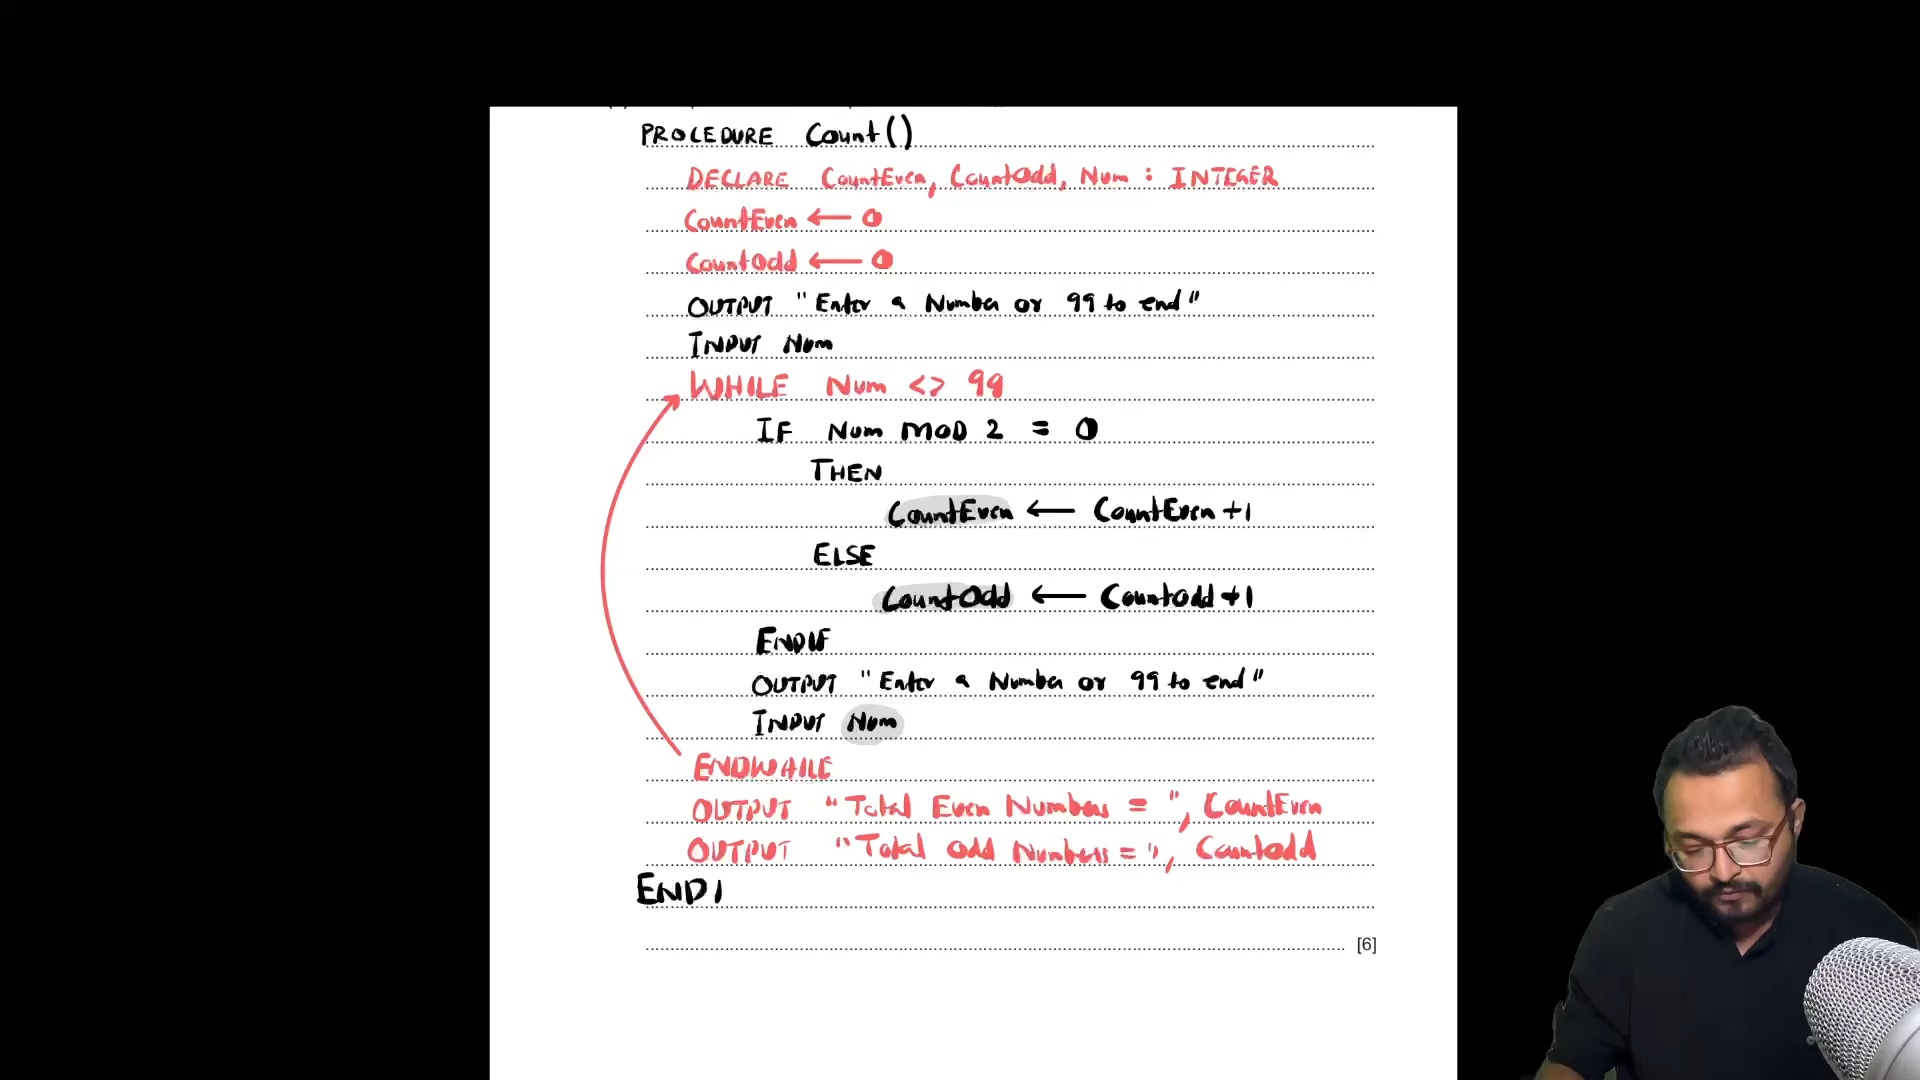 PROCEDURE Count()
DECLARE CountEven, CountOdd, Num : INTEGER
CountEven ← 0
CountOdd ← 0
OUTPUT "Enter a Number or 99 to end"
INPUT Num
WHILE Num <> 99
IF Num MOD 2 = 0
THEN
CountEven ← CountEven + 1
ELSE
CountOdd ← CountOdd + 1
ENDIF
OUTPUT "Enter a Number or 99 to end"
INPUT Num
ENDWHILE
OUTPUT "Total Even Numbers = ", CountEven
OUTPUT "Total Odd Numbers = ", CountOdd
[6]